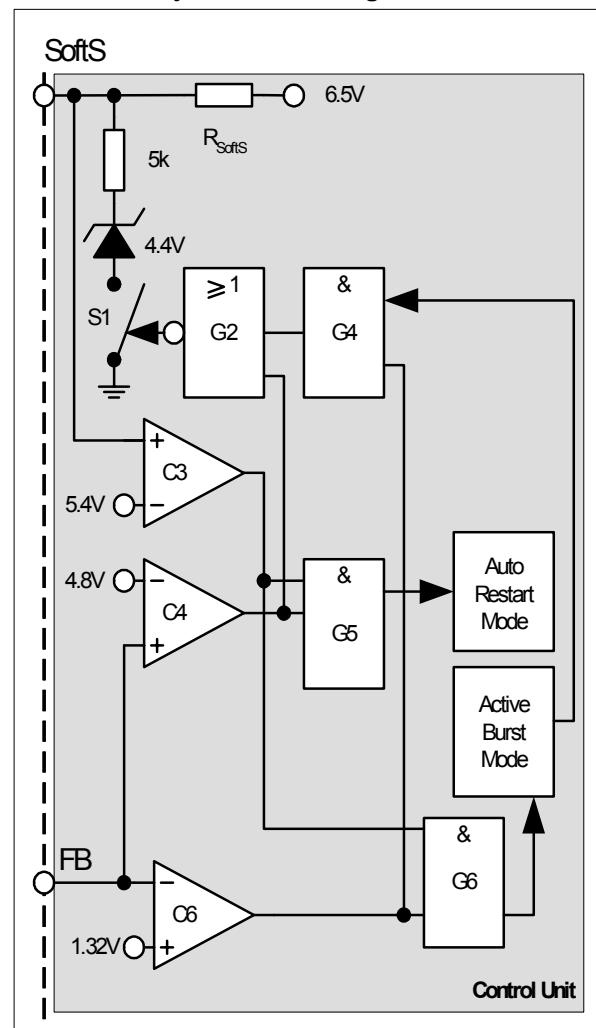 SoftS
6.5V
R SoftS
5k
4.4V
S1
≥1
G2
&
G4
+
C3
5.4V
−
4.8V
−
C4
+
&
G5
Auto
Restart
Mode
Active
Burst
Mode
FB
−
C6
1.32V
+
&
G6
Control Unit